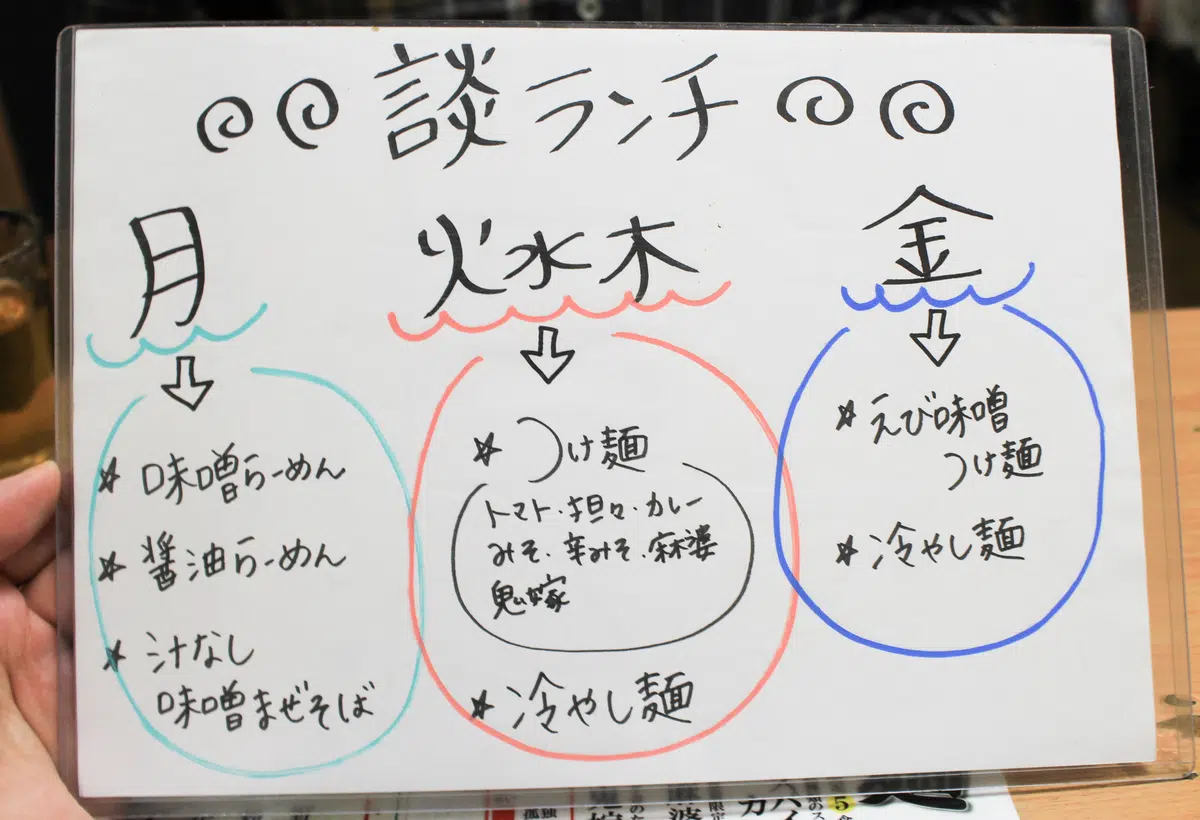 談ランチ
月
☆味噌らーめん
☆醤油らーめん
☆汁なし
味噌まぜそば
火水木
☆つけ麺
トマト・担々・カレー
みそ・辛みそ・麻婆
鬼嫁
☆冷やし麺
金
☆えび味噌
つけ麺
☆冷やし麺